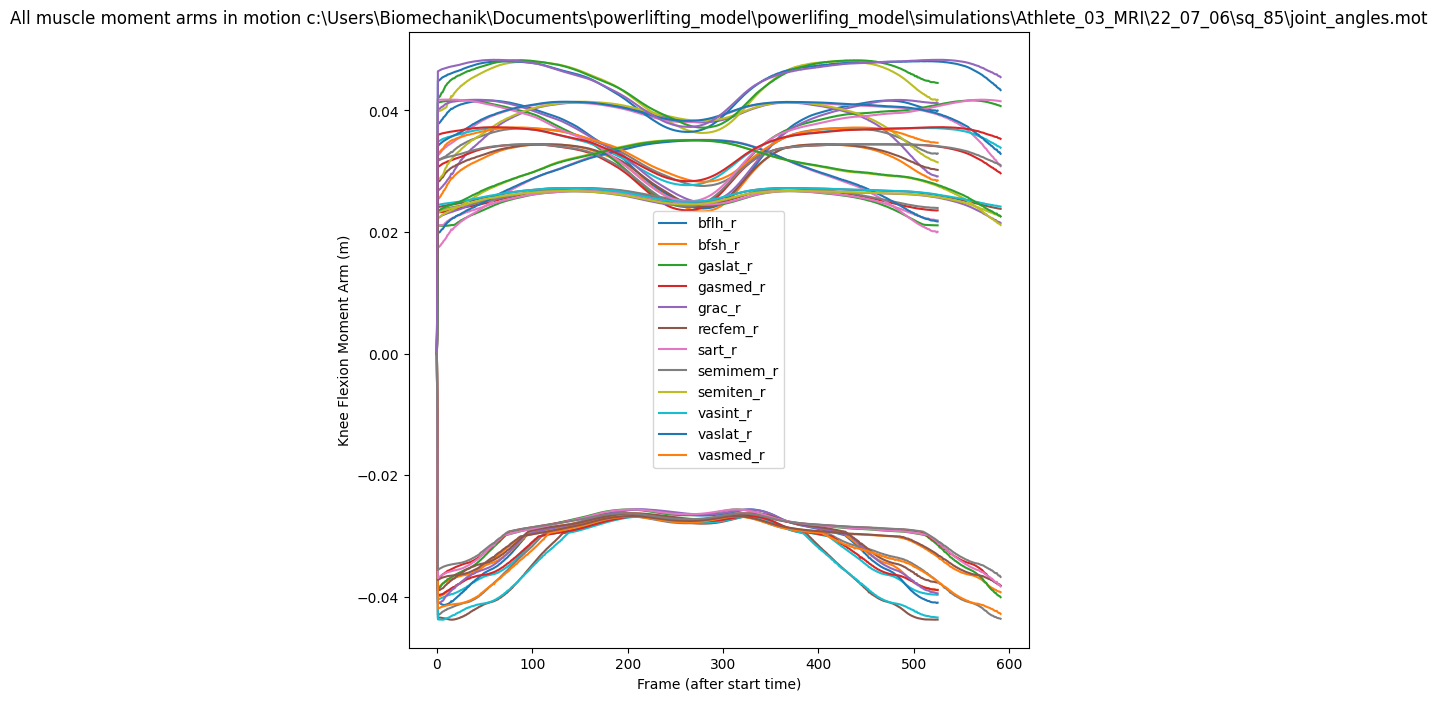 All muscle moment arms in motion c:\Users\Biomechanik\Documents\powerlifting_model\powerlifing_model\simulations\Athlete_03_MRI\22_07_06\sq_85\joint_angles.mot
0.04
0.02
0.00
−0.02
−0.04
Knee Flexion Moment Arm (m)
bflh_r
bfsh_r
gaslat_r
gasmed_r
grac_r
recfem_r
sart_r
semimem_r
semiten_r
vasint_r
vaslat_r
vasmed_r
0 100 200 300 400 500 600
Frame (after start time)